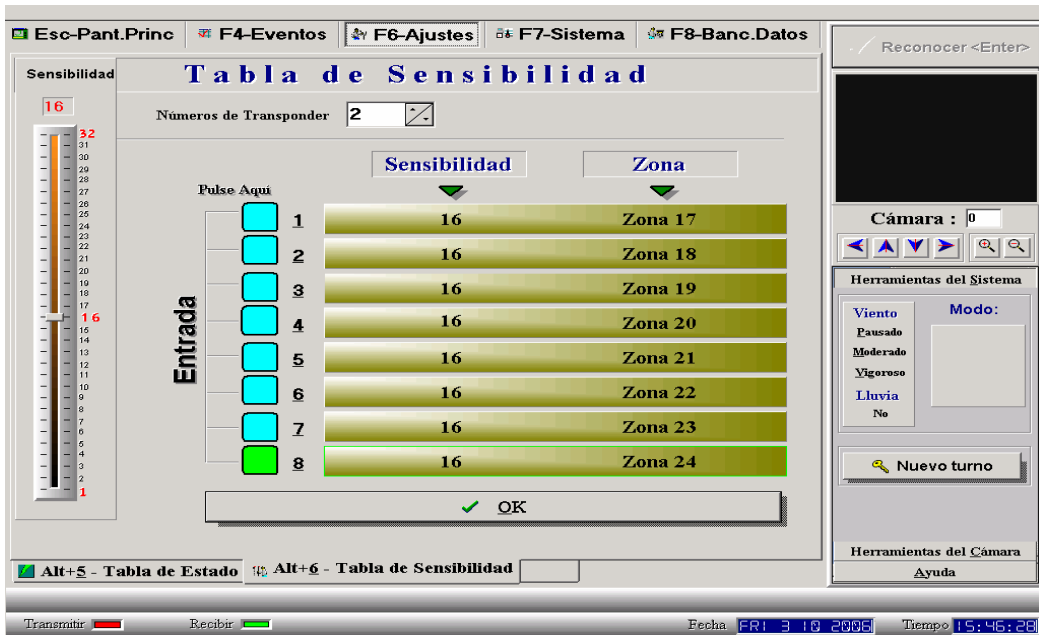 Esc-Pant.Princ F4-Eventos F6-Ajustes F7-Sistema F8-Banc.Datos
Reconocer <Enter>
Sensibilidad
Tabla de Sensibilidad
16
Números de Transponder 2
32
31
30
29
28
27
26
25
24
23
22
21
20
19
18
17
16
15
14
13
12
11
10
9
8
7
6
5
4
3
2
1
Sensibilidad Zona
Pulse Aqui
Entrada
1 16 Zona 17
2 16 Zona 18
3 16 Zona 19
4 16 Zona 20
5 16 Zona 21
6 16 Zona 22
7 16 Zona 23
8 16 Zona 24
OK
Alt+5 - Tabla de Estado Alt+6 - Tabla de Sensibilidad
Cámara : 0
Herramientas del Sistema
Viento
Pausado
Moderado
Vigoroso
Lluvia
No
Modo:
Nuevo turno
Herramientas del Cámara
Ayuda
Transmitir Recibir Fecha FRI 3 10 2006 Tiempo 15:46:28